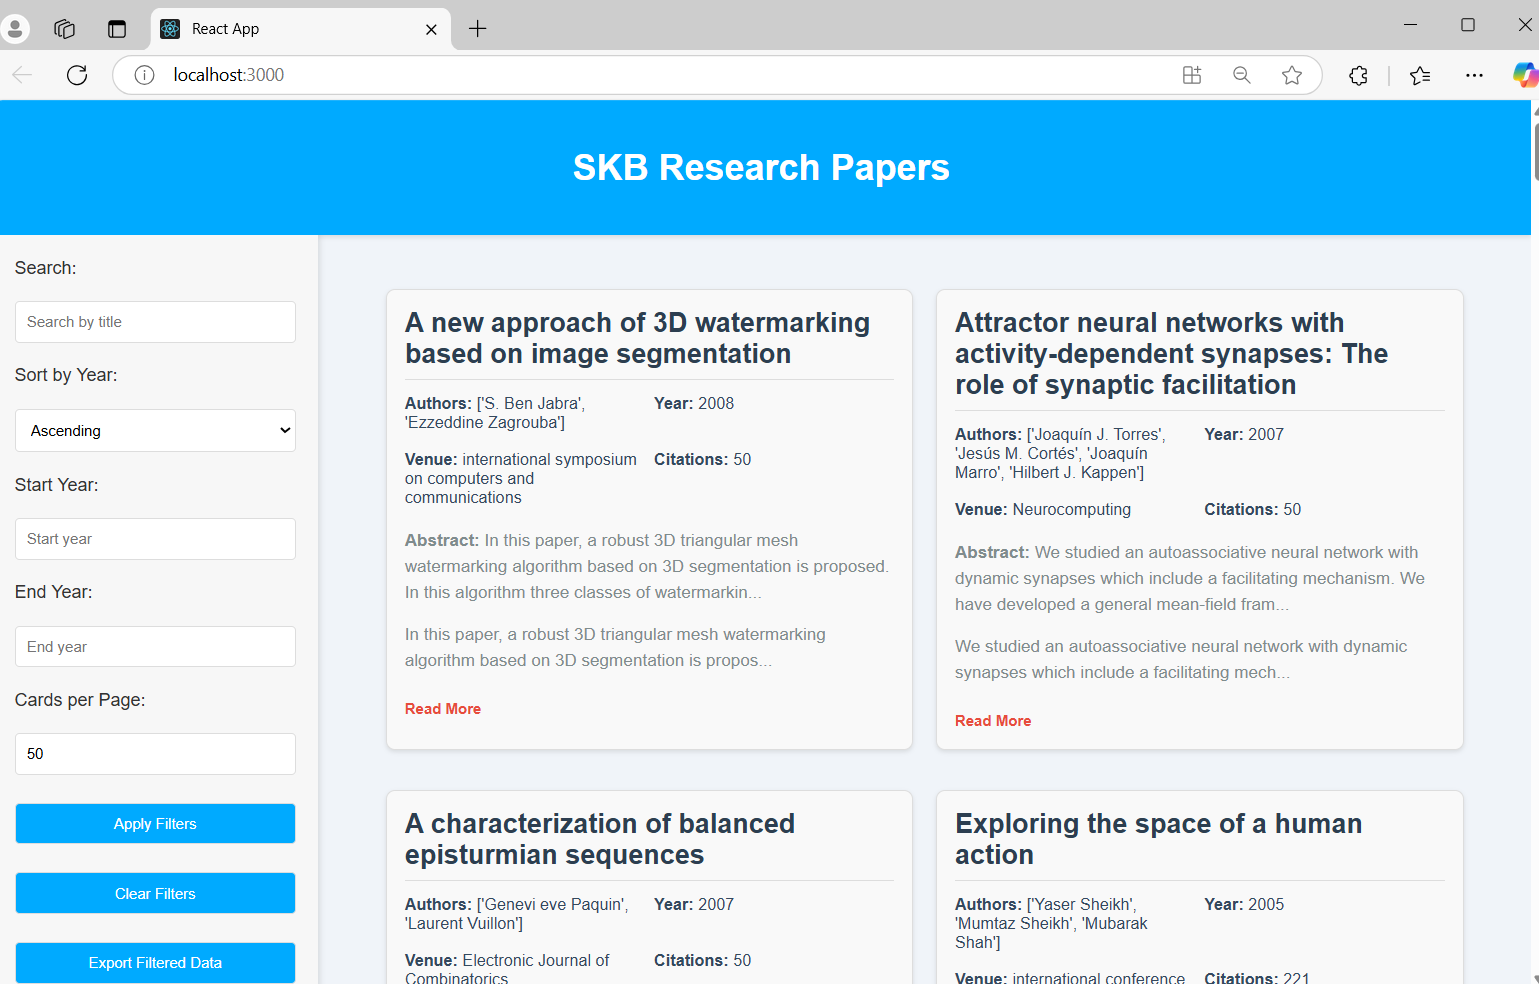 React App
localhost:3000
SKB Research Papers
Search:
Search by title
Sort by Year:
Ascending
Start Year:
Start year
End Year:
End year
Cards per Page:
50
Apply Filters
Clear Filters
Export Filtered Data
A new approach of 3D watermarking
based on image segmentation
Authors: ['S. Ben Jabra',
'Ezzeddine Zagrouba']
Year: 2008
Venue: international symposium
on computers and
communications
Citations: 50
Abstract: In this paper, a robust 3D triangular mesh
watermarking algorithm based on 3D segmentation is proposed.
In this algorithm three classes of watermarkin...
In this paper, a robust 3D triangular mesh watermarking
algorithm based on 3D segmentation is propos...
Read More
Attractor neural networks with
activity-dependent synapses: The
role of synaptic facilitation
Authors: ['Joaquín J. Torres',
'Jesús M. Cortés', 'Joaquín
Marro', 'Hilbert J. Kappen']
Year: 2007
Venue: Neurocomputing
Citations: 50
Abstract: We studied an autoassociative neural network with
dynamic synapses which include a facilitating mechanism. We
have developed a general mean-field fram...
We studied an autoassociative neural network with dynamic
synapses which include a facilitating mech...
Read More
A characterization of balanced
episturmian sequences
Authors: ['Genevi eve Paquin',
'Laurent Vuillon']
Year: 2007
Venue: Electronic Journal of
Combinatorics
Citations: 50
Exploring the space of a human
action
Authors: ['Yaser Sheikh',
'Mumtaz Sheikh', 'Mubarak
Shah']
Year: 2005
Venue: international conference
Citations: 221